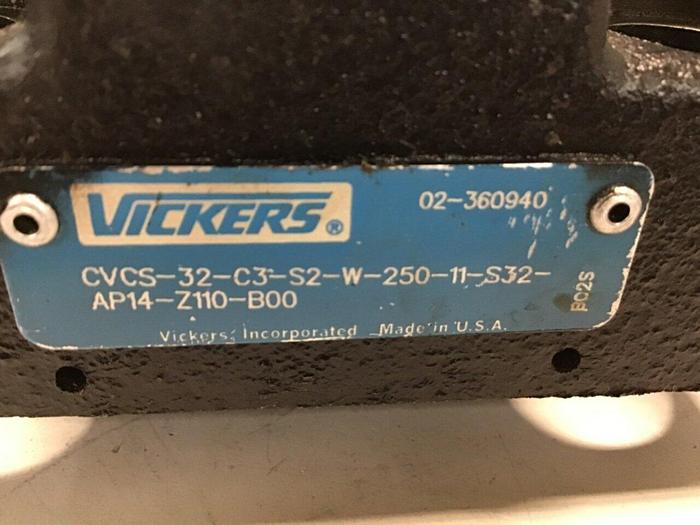 VICKERS®
02-360940
CVCS-32-C3-S2-W-250-11-S32-
AP14-Z110-B00
Vickers, Incorporated Made in U.S.A.
BC2S